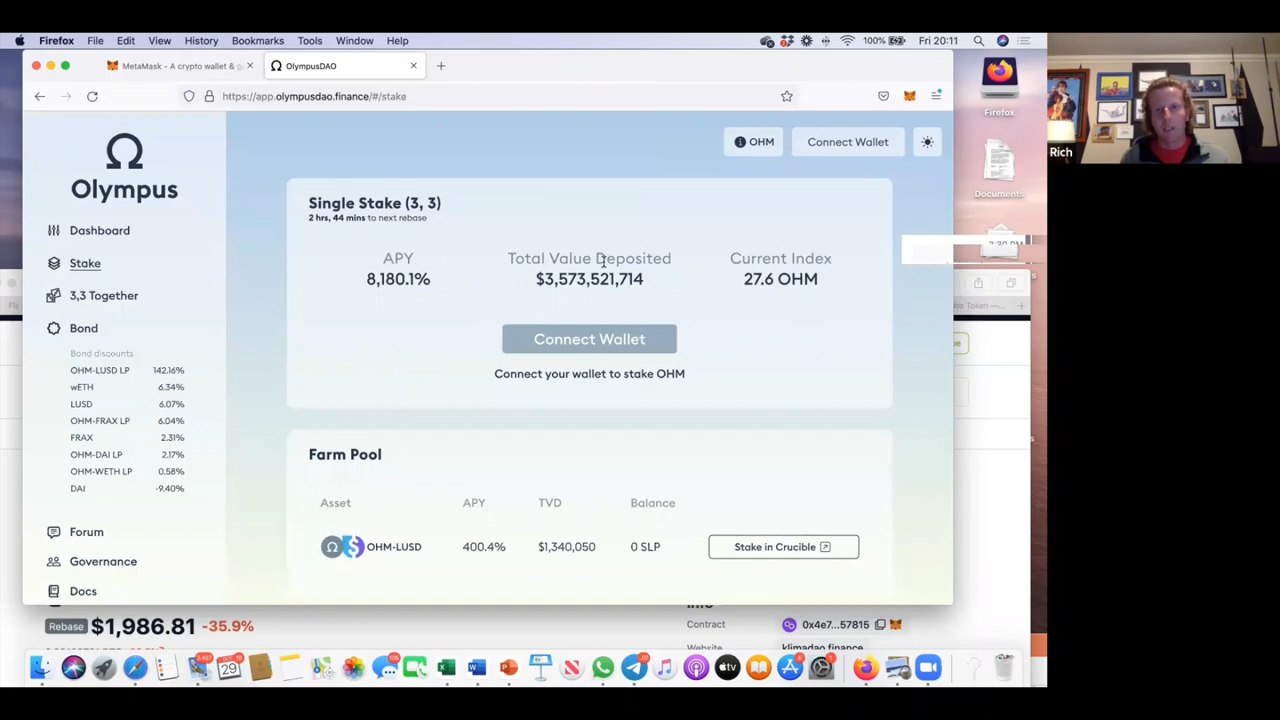 Firefox File Edit View History Bookmarks Tools Window Help 100% Fri 20:11
MetaMask - A crypto wallet & g
OlympusDAO
https://app.olympusdao.finance/#/stake
Firefox
Documents
Rich
Olympus
Dashboard
Stake
3,3 Together
Bond
Bond discounts
OHM-LUSD LP 142.16%
wETH 6.34%
LUSD 6.07%
OHM-FRAX LP 6.04%
FRAX 2.31%
OHM-DAI LP 2.17%
OHM-WETH LP 0.58%
DAI -9.40%
Forum
Governance
Docs
OHM Connect Wallet
Single Stake (3, 3)
2 hrs, 44 mins to next rebase
APY Total Value Deposited Current Index
8,180.1% $3,573,521,714 27.6 OHM
Connect Wallet
Connect your wallet to stake OHM
Farm Pool
Asset APY TVD Balance
OHM-LUSD 400.4% $1,340,050 0 SLP Stake in Crucible
Rebase $1,986.81 -35.9%
Info
Contract 0x4e7...57815
Website klimadao.finance